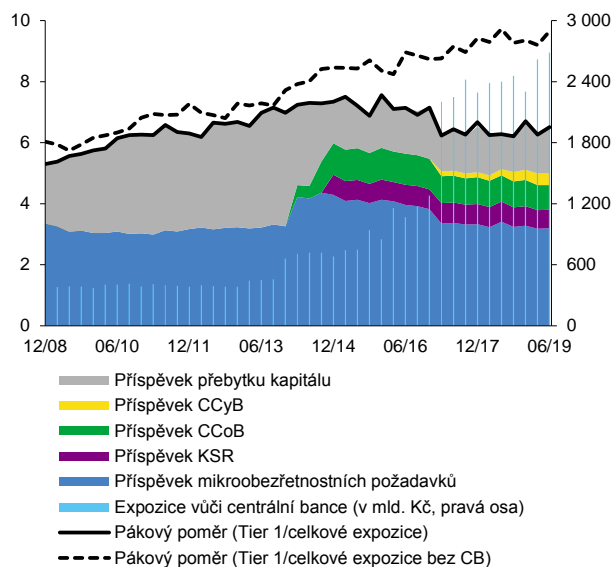 10
3 000
8
2 400
6
1 800
4
1 200
2
600
0
0
12/08 06/10 12/11 06/13 12/14 06/16 12/17 06/19
Příspěvek přebytku kapitálu
Příspěvek CCyB
Příspěvek CCoB
Příspěvek KSR
Příspěvek mikroobezřetnostních požadavků
Expozice vůči centrální bance (v mld. Kč, pravá osa)
Pákový poměr (Tier 1/celkové expozice)
Pákový poměr (Tier 1/celkové expozice bez CB)